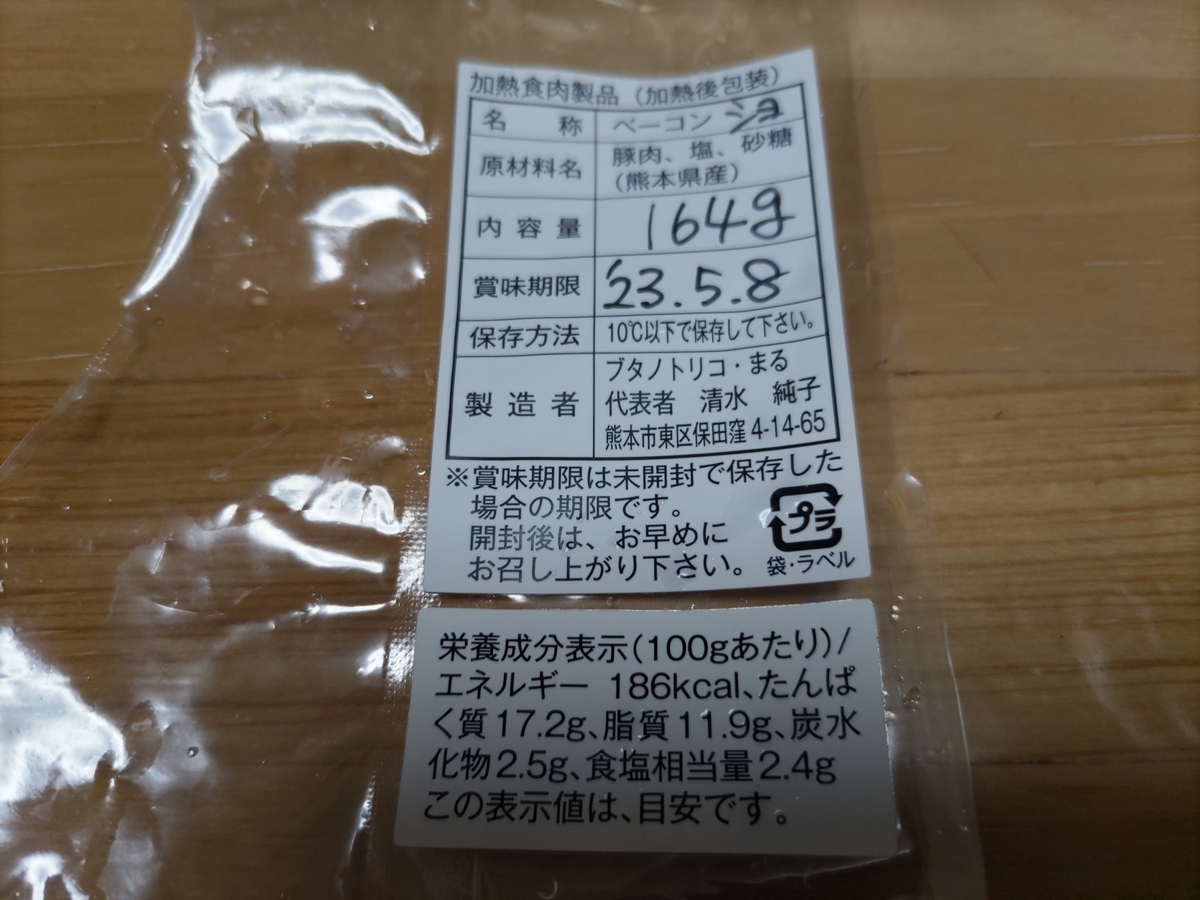 加熱食肉製品（加熱後包装）
名称 ベーコン ショ
原材料名 豚肉、塩、砂糖
（熊本県産）
内容量 164g
賞味期限 '23.5.8
保存方法 10℃以下で保存して下さい。
製造者 ブタノトリコ・まる
代表者 清水 純子
熊本市東区保田窪4-14-65
※賞味期限は未開封で保存した
場合の期限です。
開封後は、お早めに
お召し上がり下さい。
プラ
袋・ラベル
栄養成分表示(100gあたり)/
エネルギー 186kcal、たんぱ
く質17.2g、脂質11.9g、炭水
化物2.5g、食塩相当量2.4g
この表示値は、目安です。